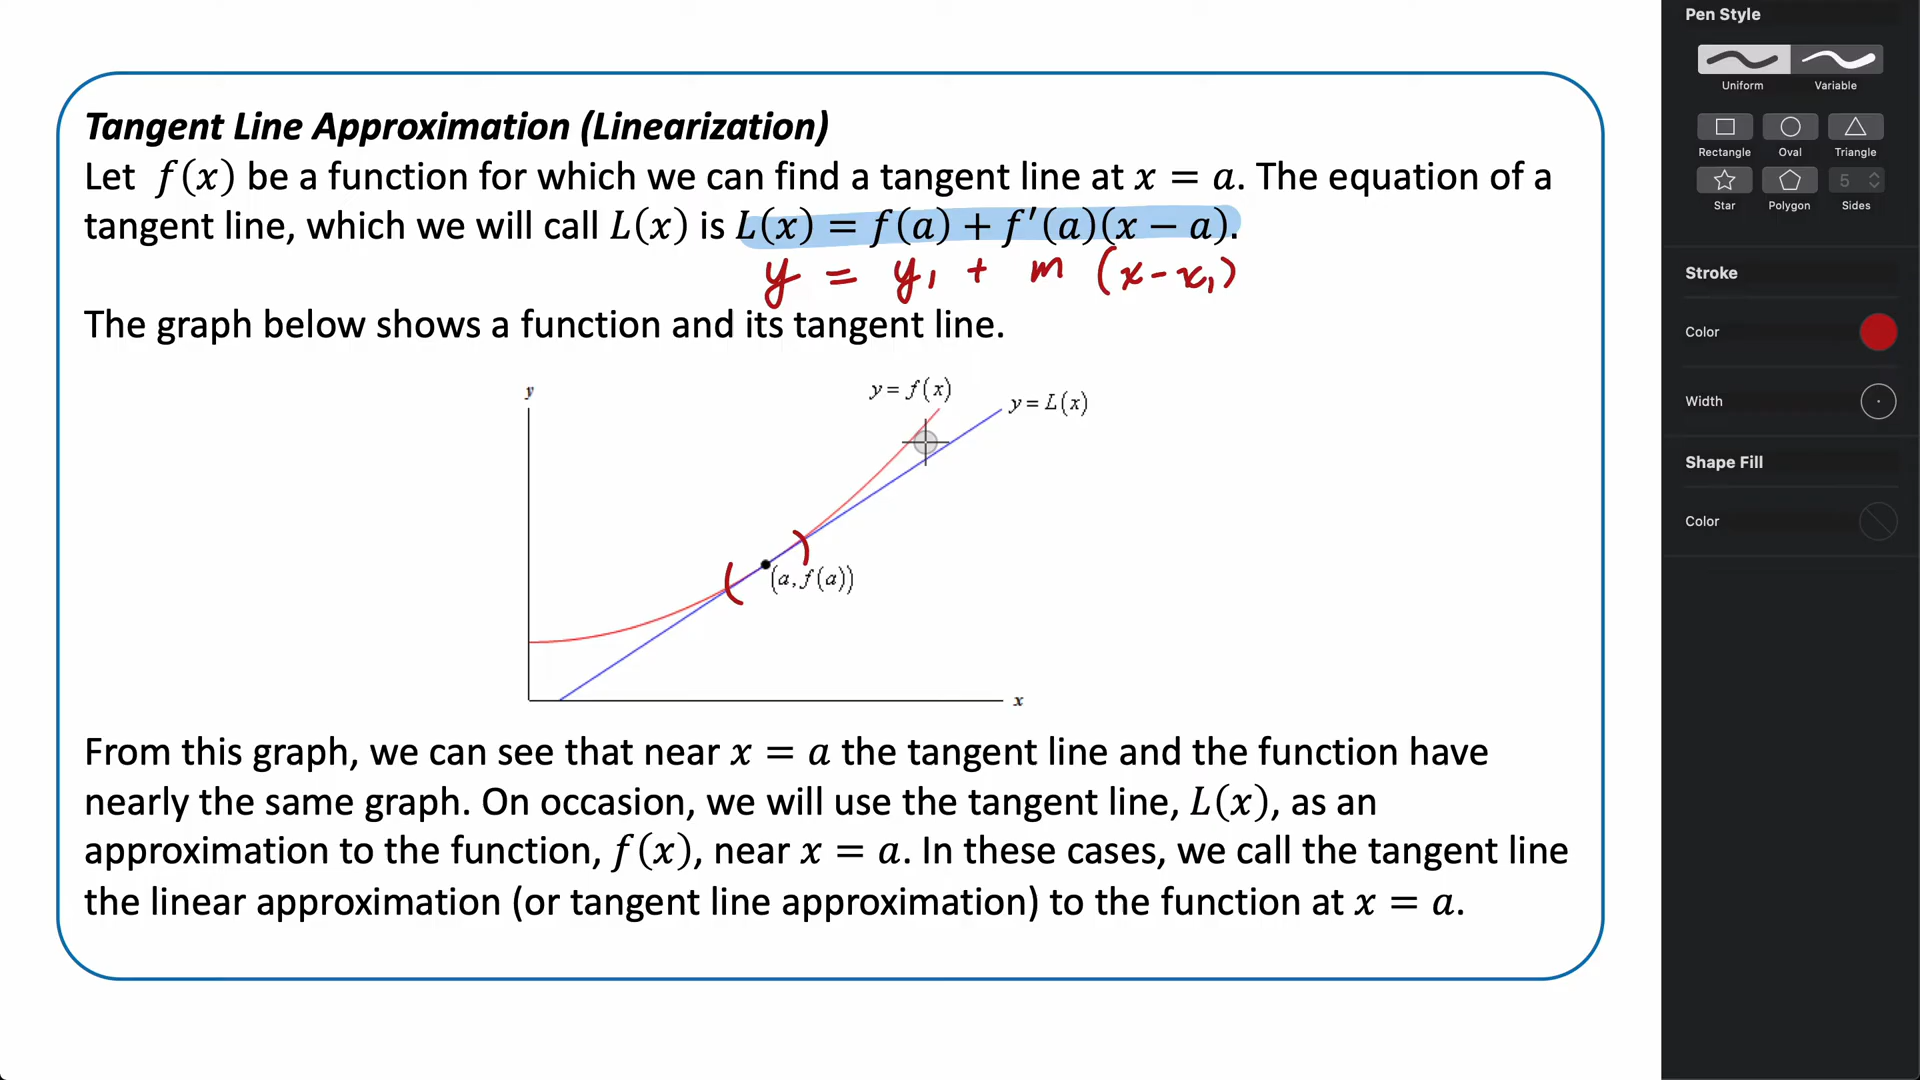 Tangent Line Approximation (Linearization)
Let f(x) be a function for which we can find a tangent line at x = a. The equation of a
tangent line, which we will call L(x) is L(x) = f(a) + f′(a)(x − a).
y = y₁ + m (x - x₁)
The graph below shows a function and its tangent line.
y
y = f(x)
y = L(x)
(a, f(a))
x
From this graph, we can see that near x = a the tangent line and the function have
nearly the same graph. On occasion, we will use the tangent line, L(x), as an
approximation to the function, f(x), near x = a. In these cases, we call the tangent line
the linear approximation (or tangent line approximation) to the function at x = a.
Pen Style
Uniform Variable
Rectangle Oval Triangle
5
Star Polygon Sides
Stroke
Color
Width
Shape Fill
Color